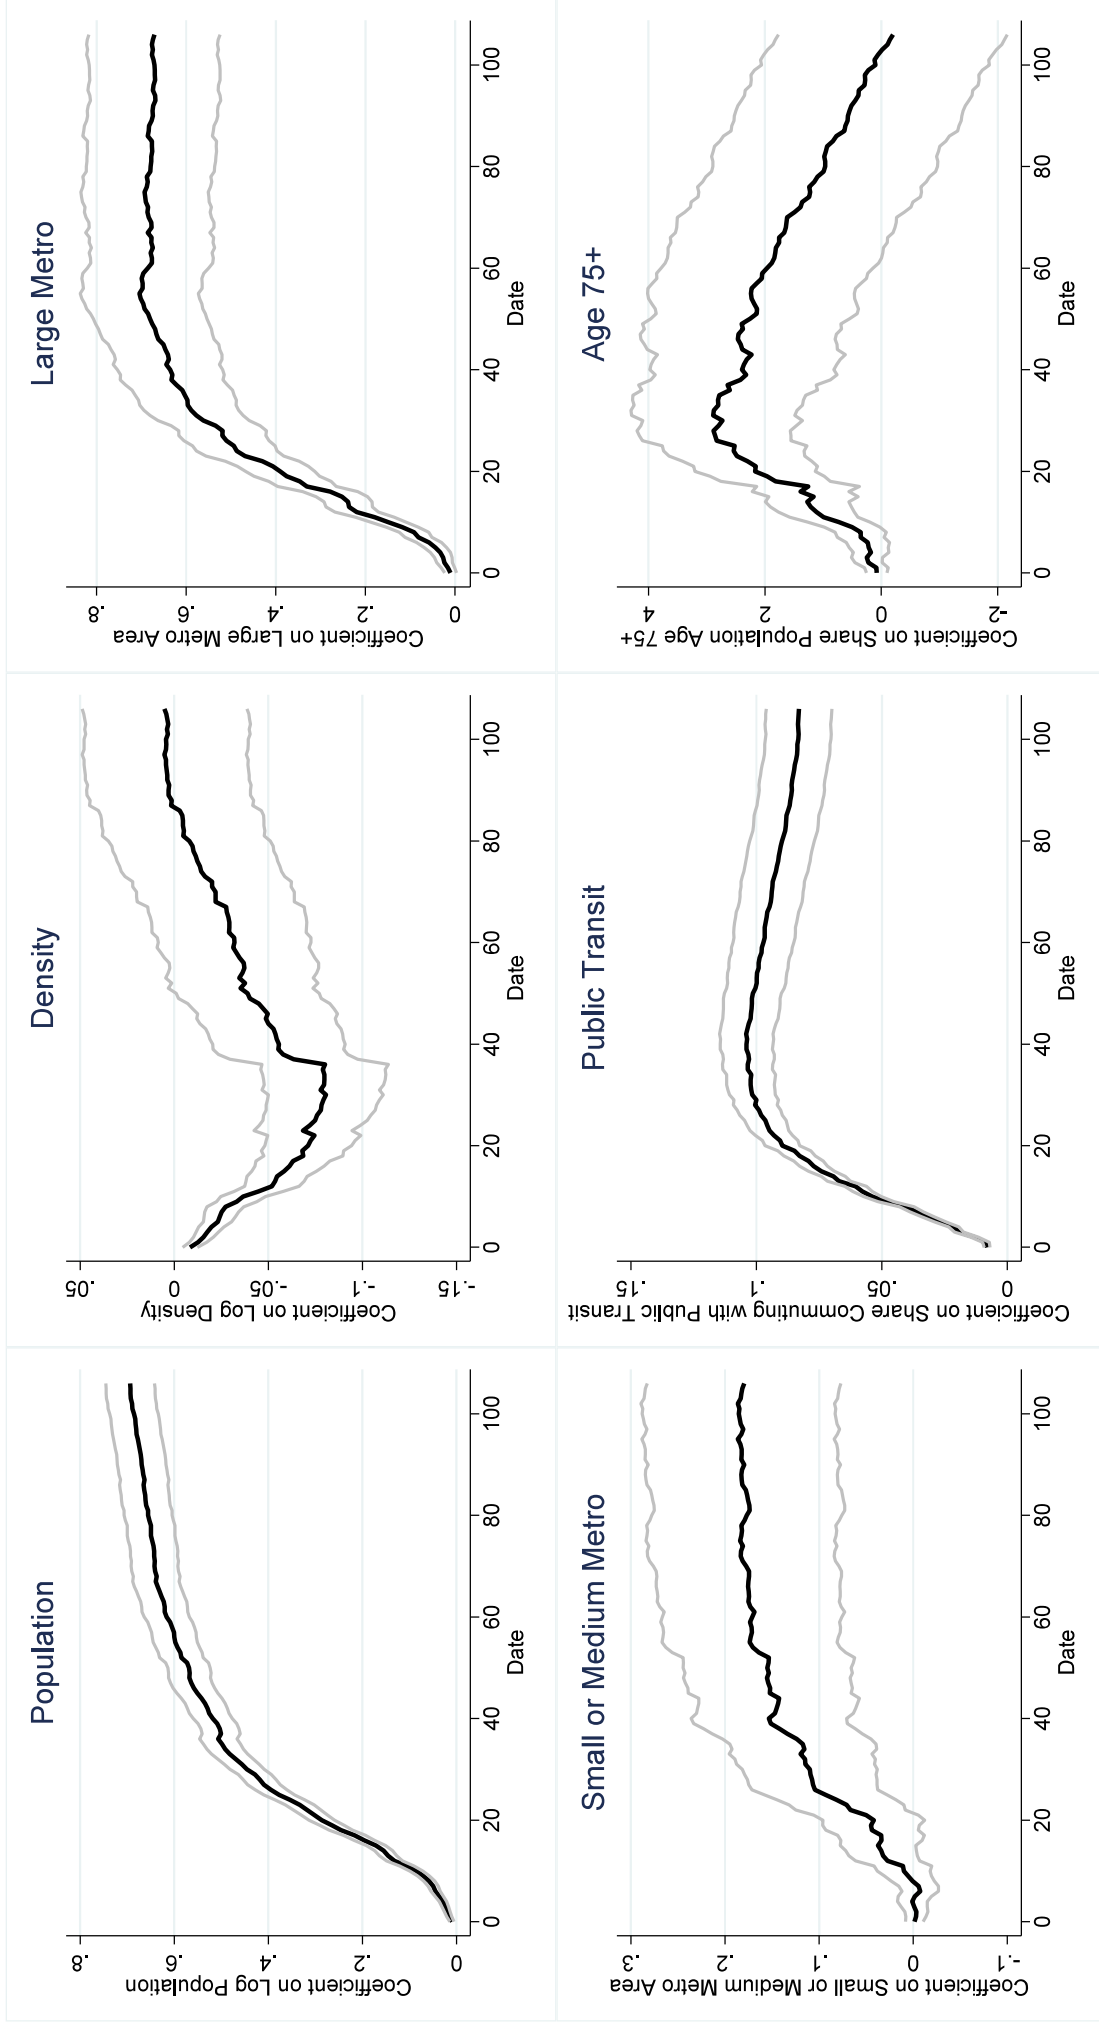 Population
Coefficient on Log Population
.8
.6
.4
.2
0
0 20 40 60 80 100
Date
Density
Coefficient on Log Density
.05
0
-.05
-.1
-.15
0 20 40 60 80 100
Date
Large Metro
Coefficient on Large Metro Area
.8
.6
.4
.2
0
0 20 40 60 80 100
Date
Small or Medium Metro
Coefficient on Small or Medium Metro Area
.3
.2
.1
0
-.1
0 20 40 60 80 100
Date
Public Transit
Coefficient on Share Commuting with Public Transit
.15
.1
.05
0
0 20 40 60 80 100
Date
Age 75+
Coefficient on Share Population Age 75+
4
2
0
-2
0 20 40 60 80 100
Date